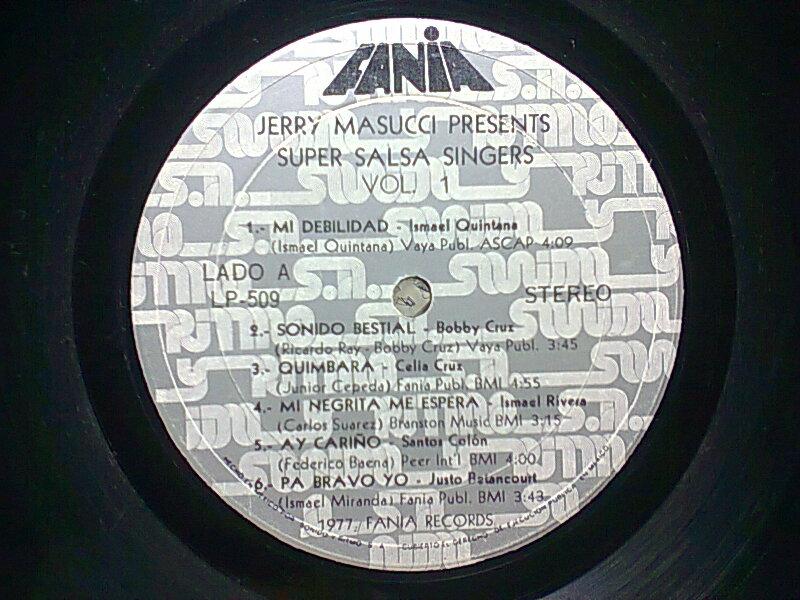 FANIA
JERRY MASUCCI PRESENTS
SUPER SALSA SINGERS
VOL. 1
1.- MI DEBILIDAD - Ismael Quintana
(Ismael Quintana) Vaya Publ. ASCAP 4:09
LADO A
LP-509
STEREO
2.- SONIDO BESTIAL - Bobby Cruz
(Ricardo Ray - Bobby Cruz) Vaya Publ. 3:45
3.- QUIMBARA - Celia Cruz
(Junior Cepeda) Fania Publ. BMI 4:55
4.- MI NEGRITA ME ESPERA - Ismael Rivera
(Carlos Suarez) Branston Music BMI 3:15
5.- AY CARIÑO - Santos Colón
(Federico Baena) Peer Int'l BMI 4:00
6.- PA BRAVO YO - Justo Betancourt
(Ismael Miranda) Fania Publ. BMI 3:43
1977. FANIA RECORDS